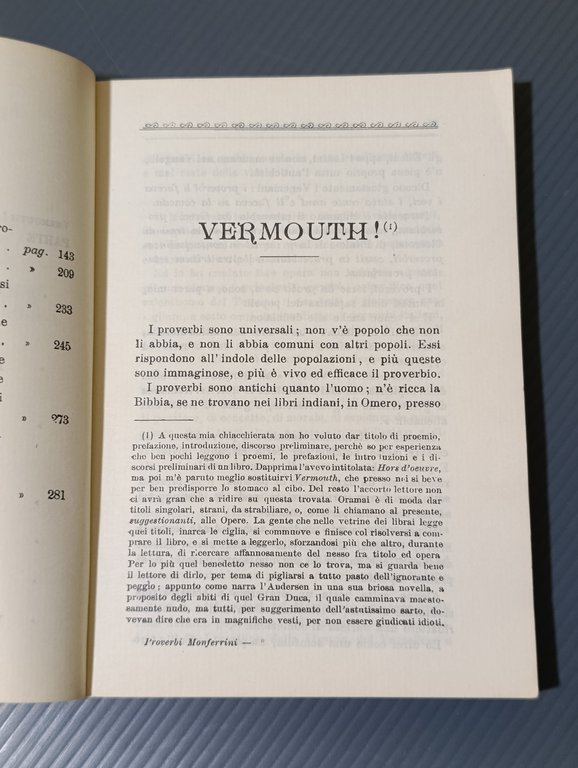 ro-
. pag. 143
. » 209
si
. » 233
e
. » 245
e
e
i
» 273
.
» 281
VERMOUTH! (1)
I proverbi sono universali; non v'è popolo che non
li abbia, e non li abbia comuni con altri popoli. Essi
rispondono all'indole delle popolazioni, e più queste
sono immaginose, e più è vivo ed efficace il proverbio.
I proverbi sono antichi quanto l'uomo; n'è ricca la
Bibbia, se ne trovano nei libri indiani, in Omero, presso
(1) A questa mia chiacchierata non ho voluto dar titolo di proemio,
prefazione, introduzione, discorso preliminare, perchè so per esperienza
che ben pochi leggono i proemi, le prefazioni, le intro luzioni e i di-
scorsi preliminari di un libro. Dapprima l'avevo intitolata: Hors d'oeuvre,
ma poi m'è paruto meglio sostituirvi Vermouth, che presso noi si beve
per ben predisporre lo stomaco al cibo. Del resto l'accorto lettore non
ci avrà gran che a ridire su questa trovata. Oramai è di moda dar
titoli singolari, strani, da strabiliare, o, come li chiamano al presente,
suggestionanti, alle Opere. La gente che nelle vetrine dei librai legge
quei titoli, inarca le ciglia, si commuove e finisce col risolversi a com-
prare il libro, e si mette a leggerlo, sforzandosi più che altro, durante
la lettura, di ricercare affannosamente del nesso fra titolo ed opera
Per lo più quel benedetto nesso non ce lo trova, ma si guarda bene
il lettore di dirlo, per tema di pigliarsi a tutto pasto dell'ignorante e
peggio; appunto come narra l'Andersen in una sua briosa novella, a
proposito degli abiti di quel Gran Duca, il quale camminava maesto-
samente nudo, ma tutti, per suggerimento dell'astutissimo sarto, do-
vevan dire che era in magnifiche vesti, per non essere giudicati idioti.
Proverbi Monferrini —